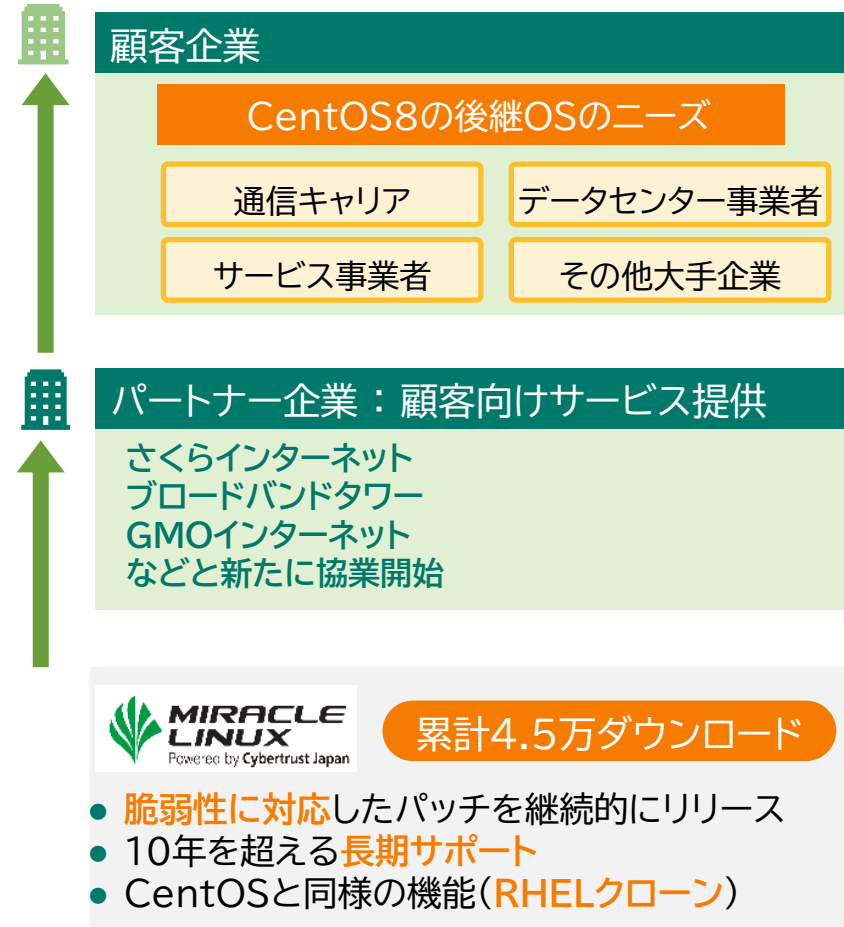 顧客企業
CentOS8の後継OSのニーズ
通信キャリア
データセンター事業者
サービス事業者
その他大手企業
パートナー企業：顧客向けサービス提供
さくらインターネット
ブロードバンドタワー
GMOインターネット
などと新たに協業開始
MIRACLE
LINUX
Powered by Cybertrust Japan
累計4.5万ダウンロード
● 脆弱性に対応したパッチを継続的にリリース
● 10年を超える長期サポート
● CentOSと同様の機能（RHELクローン）